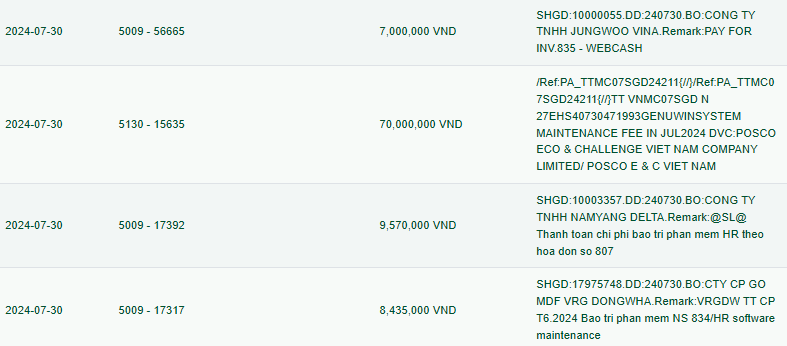 2024-07-30 5009 - 56665 7,000,000 VND
SHGD:10000055.DD:240730.BO:CONG TY
TNHH JUNGWOO VINA.Remark:PAY FOR
INV.835 - WEBCASH
2024-07-30 5130 - 15635 70,000,000 VND
/Ref:PA_TTMC07SGD24211{//}/Ref:PA_TTMC0
7SGD24211{//}TT VNMC07SGD N
27EHS40730471993GENUWINSYSTEM
MAINTENANCE FEE IN JUL2024 DVC:POSCO
ECO & CHALLENGE VIET NAM COMPANY
LIMITED/ POSCO E & C VIET NAM
2024-07-30 5009 - 17392 9,570,000 VND
SHGD:10003357.DD:240730.BO:CONG TY
TNHH NAMYANG DELTA.Remark:@SL@
Thanh toan chi phi bao tri phan mem HR theo
hoa don so 807
2024-07-30 5009 - 17317 8,435,000 VND
SHGD:17975748.DD:240730.BO:CTY CP GO
MDF VRG DONGWHA.Remark:VRGDW TT CP
T6.2024 Bao tri phan mem NS 834/HR software
maintenance